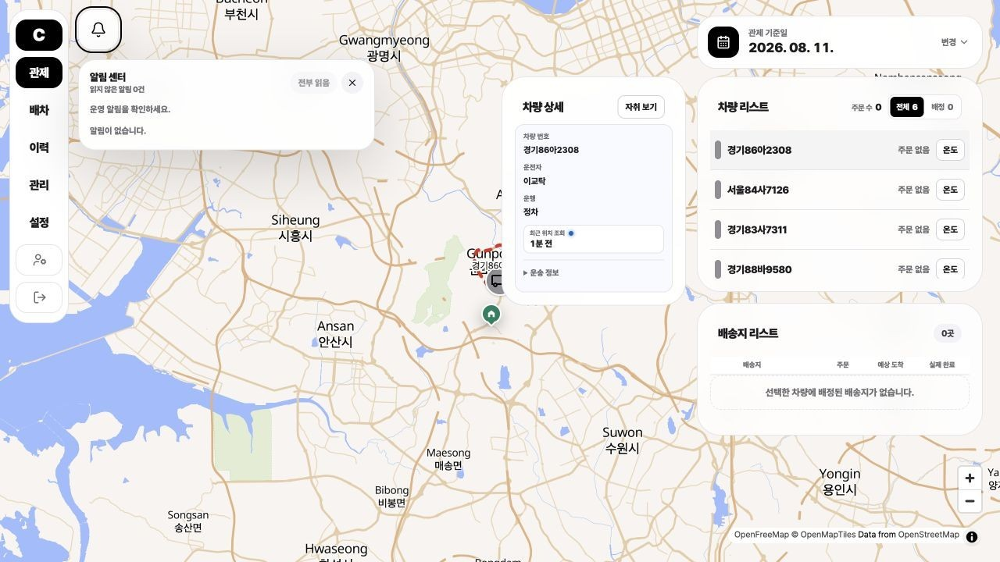 C
관제
배차
이력
관리
설정
알림 센터
읽지 않은 알림 0건
전부 읽음
운영 알림을 확인하세요.
알림이 없습니다.
부천시
Gwangmyeong
광명시
Siheung
시흥시
Ansan
안산시
경기86
Maesong
매송면
Bibong
비봉면
Songsan
송산면
Hwaseong
Suwon
수원시
Yongin
용인시
차량 상세
자취 보기
차량 번호
경기86아2308
운전자
이교탁
운행
정차
최근 위치 조회
1분 전
운송 정보
관제 기준일
2026. 08. 11.
변경
차량 리스트
주문수 0
전체 6
배정 0
경기86아2308
주문 없음
온도
서울84사7126
주문 없음
온도
경기83사7311
주문 없음
온도
경기88바9580
주문 없음
온도
배송지 리스트
0곳
배송지
주문
예상 도착
실제 완료
선택한 차량에 배정된 배송지가 없습니다.
+
−
OpenFreeMap © OpenMapTiles Data from OpenStreetMap